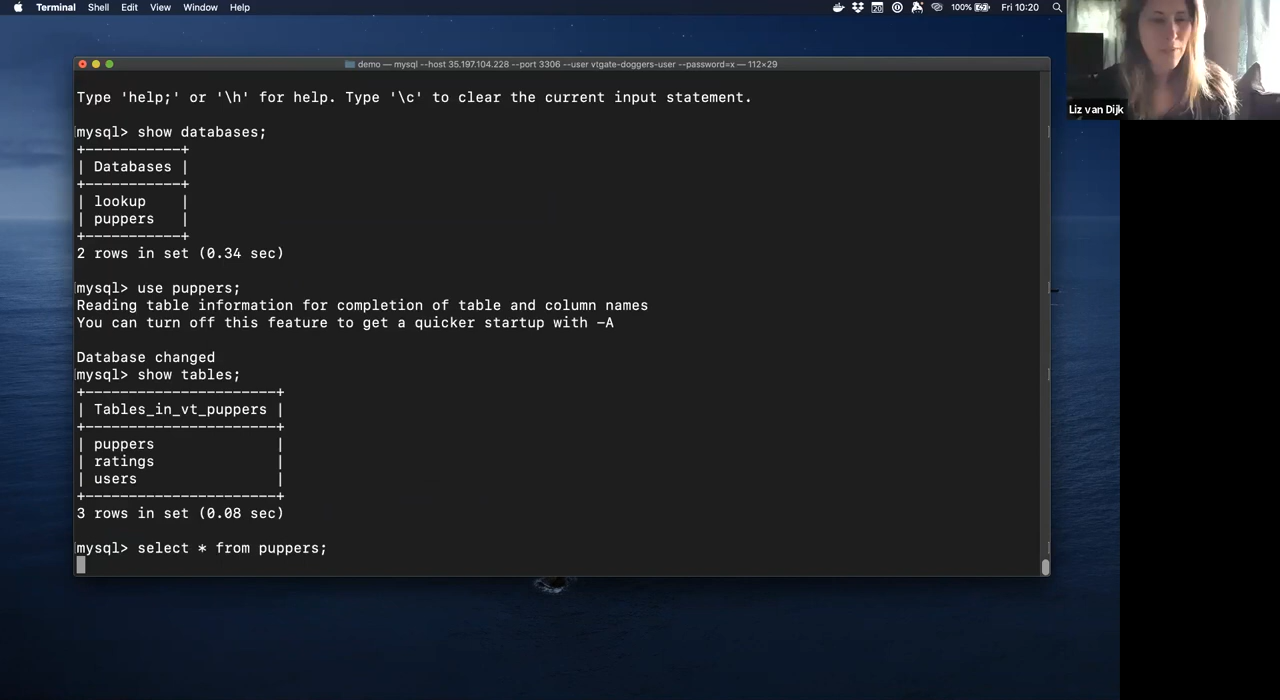 Terminal Shell Edit View Window Help 20 100% Fri 10:20
demo — mysql --host 35.197.104.228 --port 3306 --user vtgate-doggers-user --password=x — 112×29
Liz van Dijk
Type 'help;' or '\h' for help. Type '\c' to clear the current input statement.
mysql> show databases;
+-----------+
| Databases |
+-----------+
| lookup    |
| puppers   |
+-----------+
2 rows in set (0.34 sec)
mysql> use puppers;
Reading table information for completion of table and column names
You can turn off this feature to get a quicker startup with -A
Database changed
mysql> show tables;
+----------------------+
| Tables_in_vt_puppers |
+----------------------+
| puppers              |
| ratings              |
| users                |
+----------------------+
3 rows in set (0.08 sec)
mysql> select * from puppers;